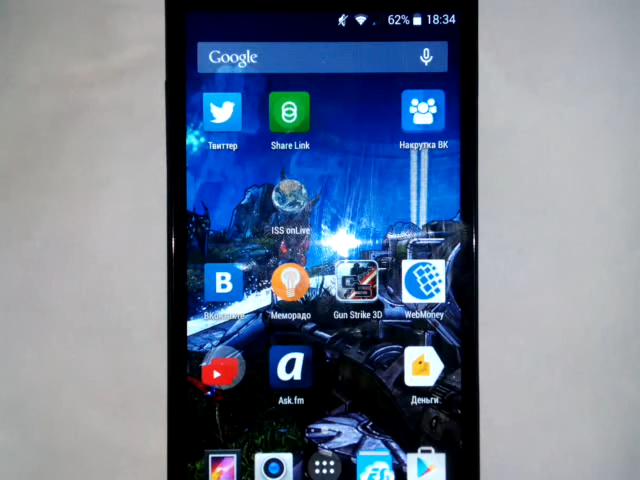 62% 18:34
Google
Твиттер Share Link Накрутка ВК
ISS onLive
B
ВКонтакте Меморадо Gun Strike 3D WebMoney
a
Ask.fm Деньги